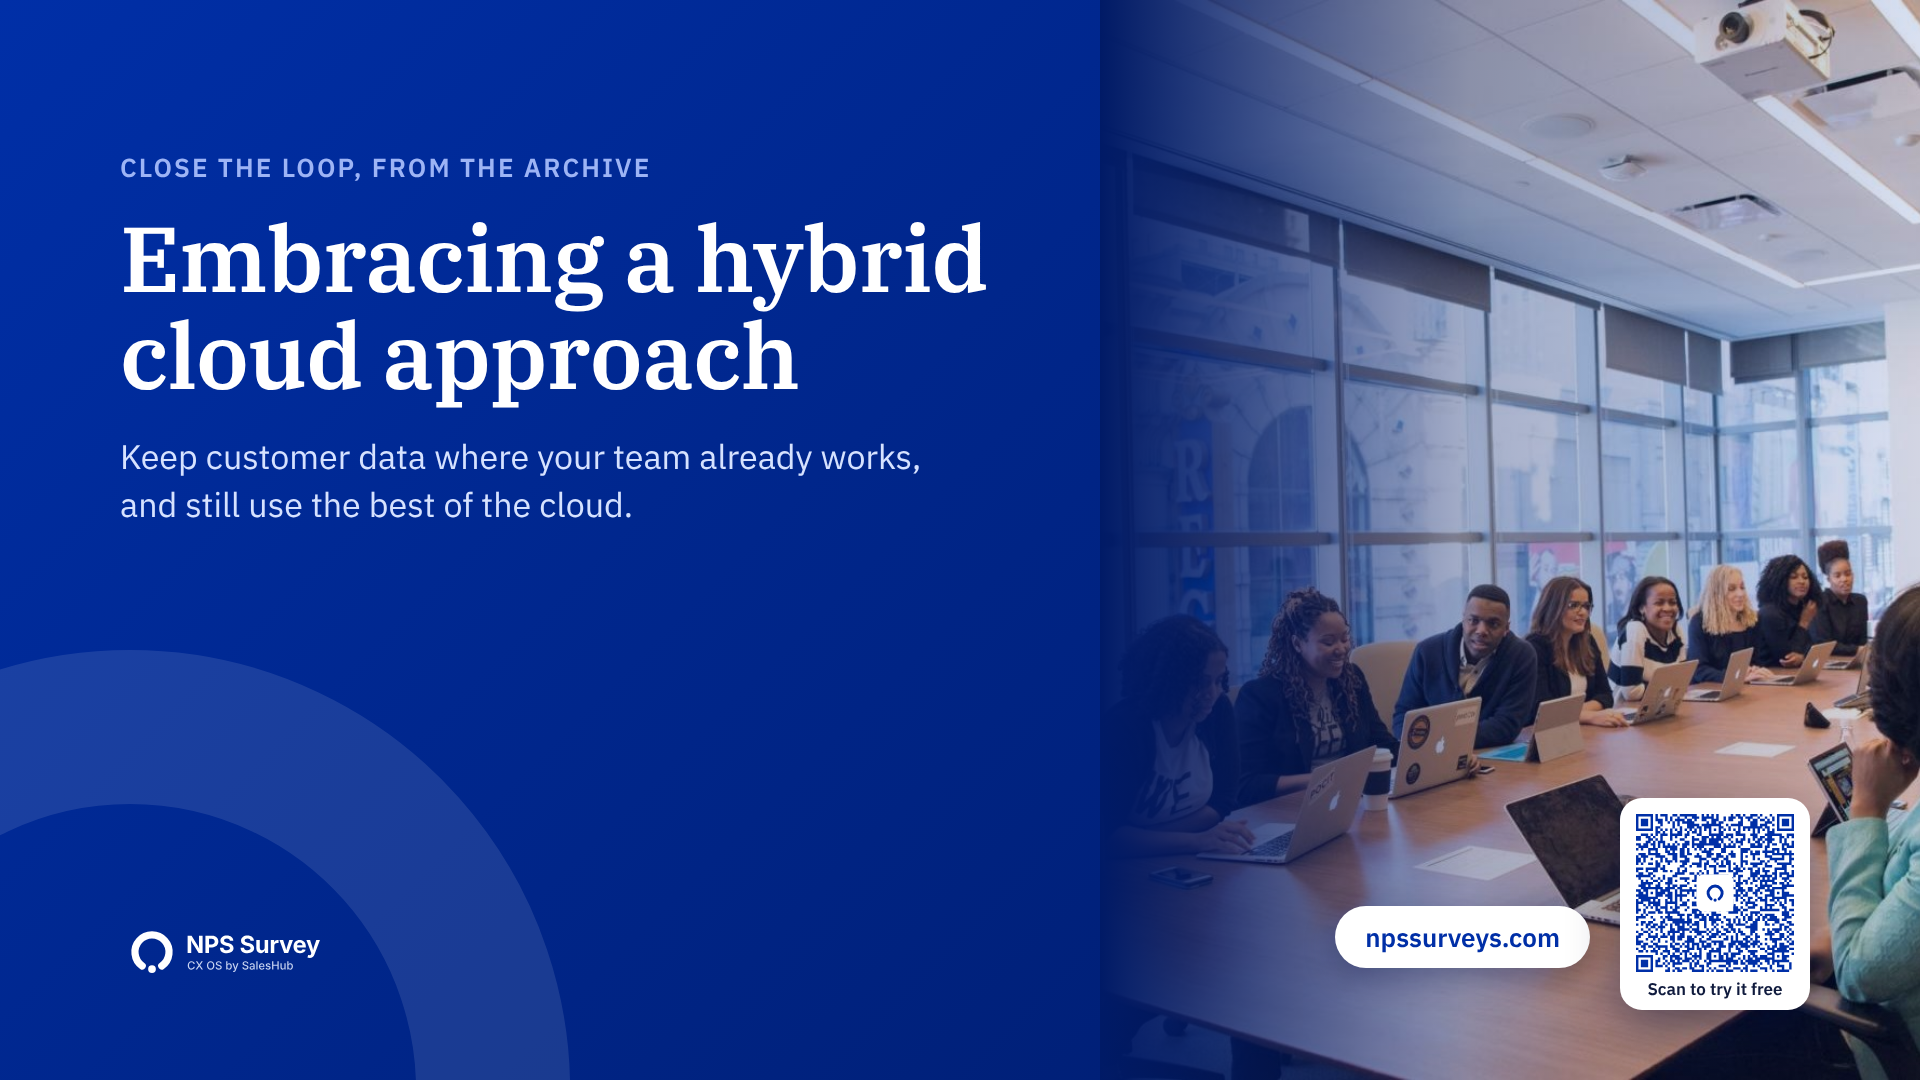 CLOSE THE LOOP, FROM THE ARCHIVE
Embracing a hybrid
cloud approach
Keep customer data where your team already works,
and still use the best of the cloud.
NPS Survey
CX OS by SalesHub
npssurveys.com
Scan to try it free